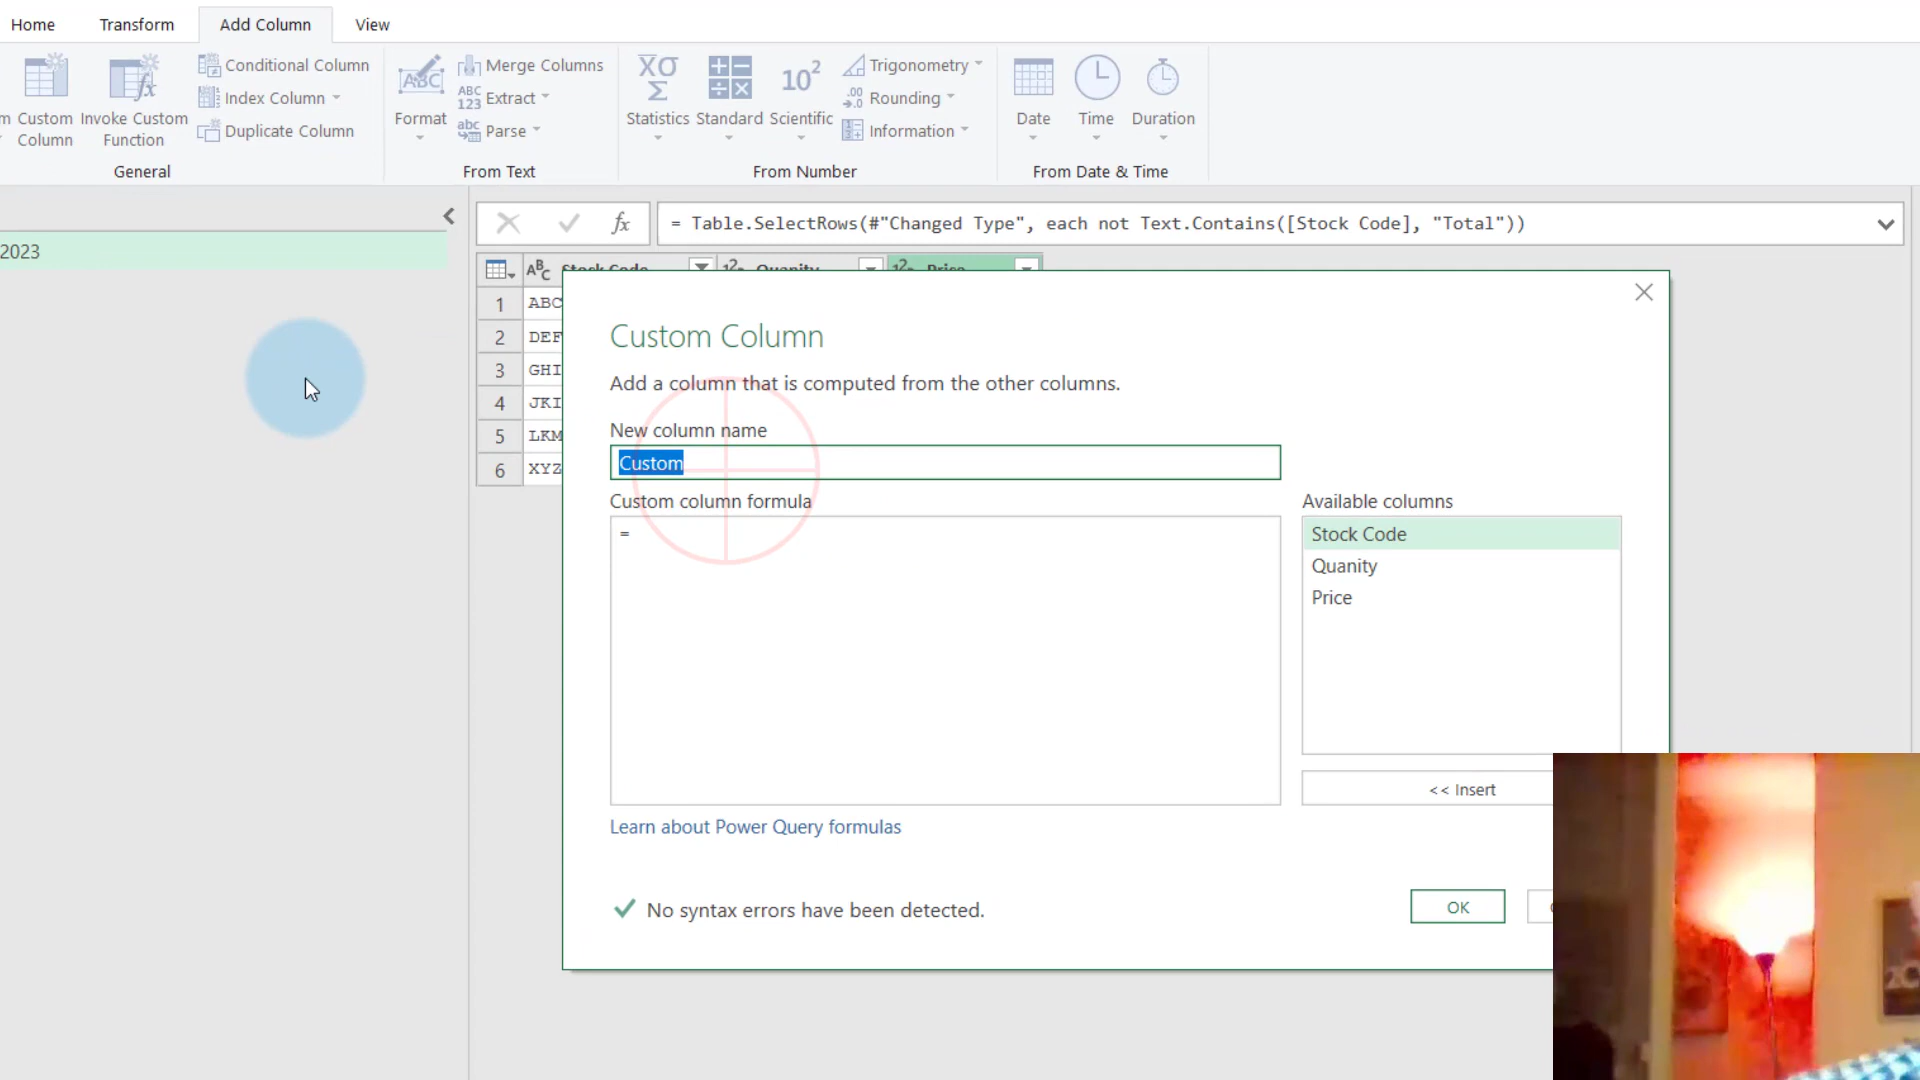 Home Transform Add Column View
Custom Column
Invoke Custom Function
Conditional Column
Index Column
Duplicate Column
General
Format
Merge Columns
Extract
Parse
From Text
Statistics
Standard
Scientific
Trigonometry
Rounding
Information
From Number
Date
Time
Duration
From Date & Time
2023
= Table.SelectRows(#"Changed Type", each not Text.Contains([Stock Code], "Total"))
Stock Code Quanity Price
1 ABC
2 DEF
3 GHI
4 JKI
5 LKM
6 XYZ
Custom Column
Add a column that is computed from the other columns.
New column name
Custom
Custom column formula
=
Available columns
Stock Code
Quanity
Price
<< Insert
Learn about Power Query formulas
No syntax errors have been detected.
OK